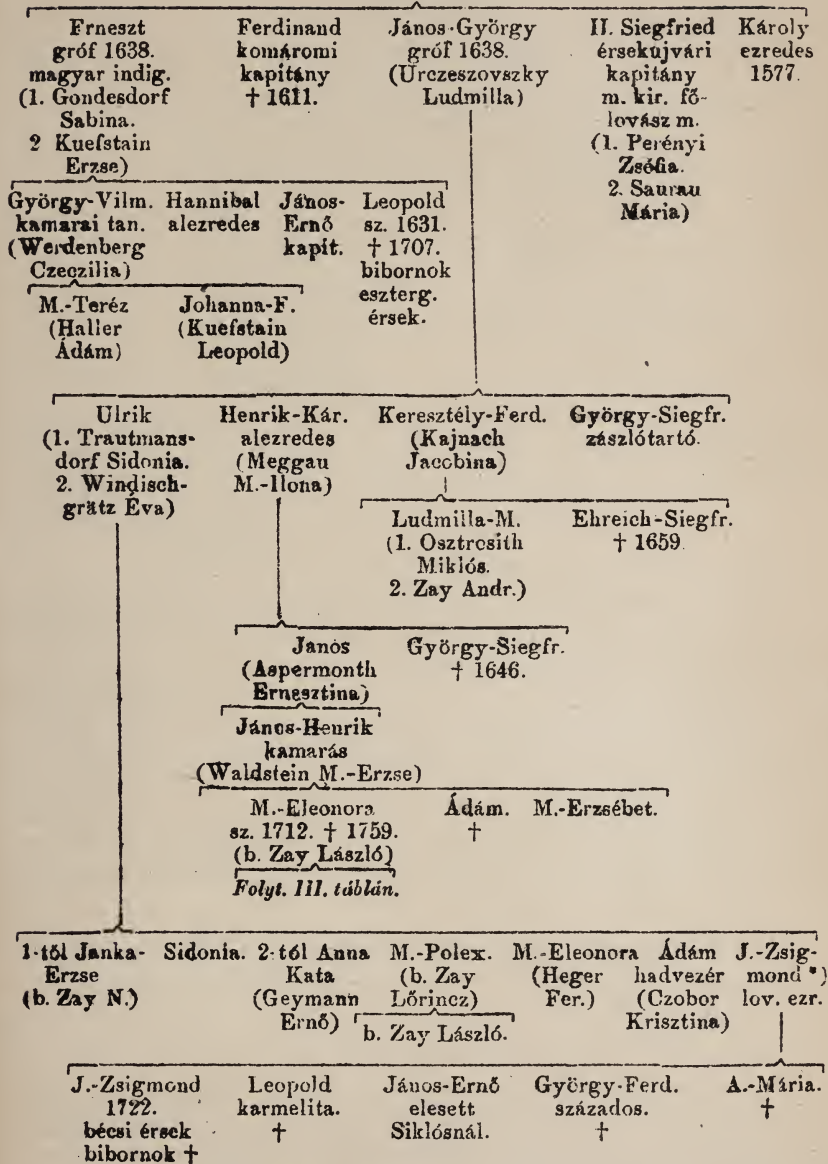 Frneszt
gróf 1638.
magyar indig.
(1. Gondesdorf
Sabina.
2 Kuefstain
Erzse)
Ferdinand
komáromi
kapitány
† 1611.
János-György
gróf 1638.
(Urczeszovszky
Ludmilla)
II. Siegfried
érsekujvári
kapitány
m. kir. fő-
lovász m.
(1. Perényi
Zsófia.
2. Saurau
Mária)
Károly
ezredes
1577.
György-Vilm.
kamarai tan.
(Werdenberg
Czeczilia)
Hannibal
alezredes
János-
Ernő
kapit.
Leopold
sz. 1631.
† 1707.
bibornok
eszterg.
érsek.
M.-Teréz
(Haller
Ádám)
Johanna-F.
(Kuefstain
Leopold)
Ulrik
(1. Trautmans-
dorf Sidonia.
2. Windisch-
grätz Éva)
Henrik-Kár.
alezredes
(Meggau
M.-Ilona)
Keresztély-Ferd.
(Kajnach
Jacobina)
György-Siegfr.
zászlótartó.
Ludmilla-M.
(1. Osztrosith
Miklós.
2. Zay Andr.)
Ehreich-Siegfr.
† 1659.
János
(Aspermonth
Ernesztina)
György-Siegfr.
† 1646.
János-Henrik
kamarás
(Waldstein M.-Erzse)
M.-Eleonora
sz. 1712. † 1759.
(b. Zay László)
Folyt. III. táblán.
Ádám.
†
M.-Erzsébet.
1-től Janka-
Erzse
(b. Zay N.)
Sidonia.
2-tól Anna
Kata
(Geymann
Ernő)
M.-Polex.
(b. Zay
Lőrincz)
b. Zay László.
M.-Eleonora
(Heger
Fer.)
Ádám
hadvezér
(Czobor
Krisztina)
J.-Zsig-
mond *)
lov. ezr.
J.-Zsigmond
1722.
bécsi érsek
bibornok †
Leopold
karmelita.
†
János-Ernő
elesett
Siklósnál.
György-Ferd.
százados.
†
A.-Mária.
†